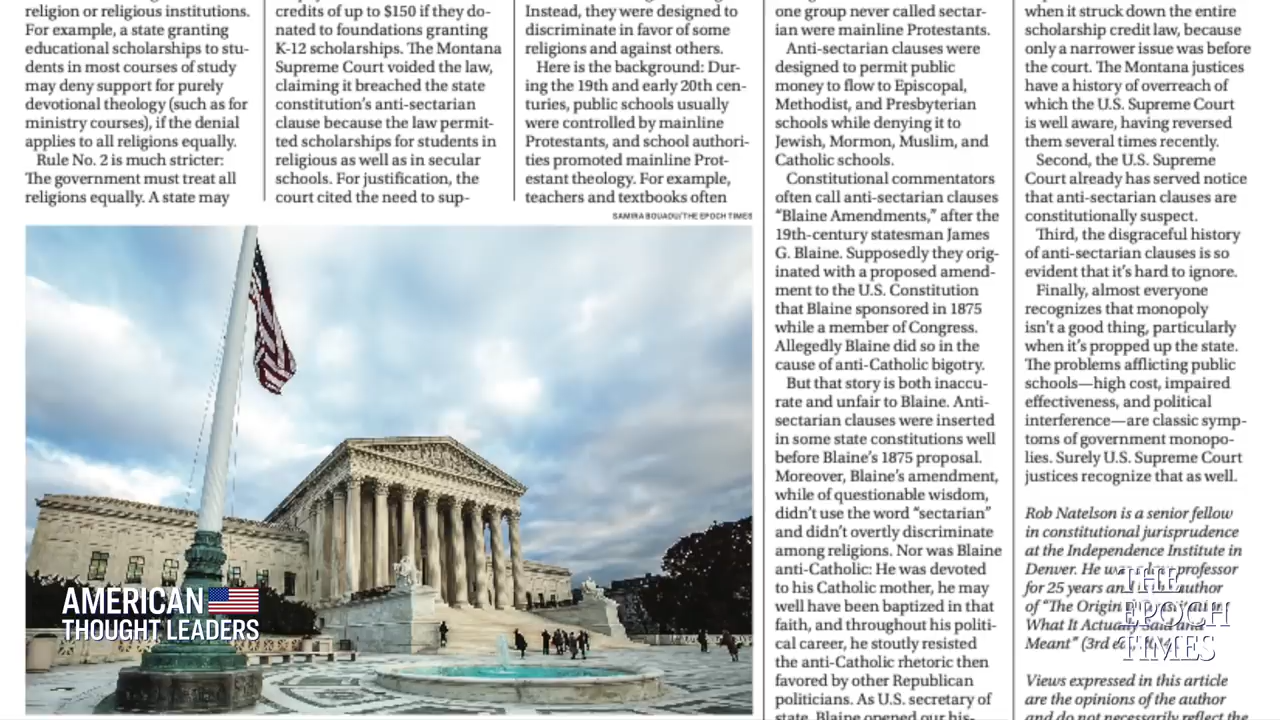 religion or religious institutions.
For example, a state granting
educational scholarships to stu-
dents in most courses of study
may deny support for purely
devotional theology (such as for
ministry courses), if the denial
applies to all religions equally.
Rule No. 2 is much stricter:
The government must treat all
religions equally. A state may
credits of up to $150 if they do-
nated to foundations granting
K-12 scholarships. The Montana
Supreme Court voided the law,
claiming it breached the state
constitution's anti-sectarian
clause because the law permit-
ted scholarships for students in
religious as well as in secular
schools. For justification, the
court cited the need to sup-
Instead, they were designed to
discriminate in favor of some
religions and against others.
Here is the background: Dur-
ing the 19th and early 20th cen-
turies, public schools usually
were controlled by mainline
Protestants, and school authori-
ties promoted mainline Prot-
estant theology. For example,
teachers and textbooks often
SAMIRA BOUAOU/THE EPOCH TIMES
one group never called sectar-
ian were mainline Protestants.
Anti-sectarian clauses were
designed to permit public
money to flow to Episcopal,
Methodist, and Presbyterian
schools while denying it to
Jewish, Mormon, Muslim, and
Catholic schools.
Constitutional commentators
often call anti-sectarian clauses
“Blaine Amendments,” after the
19th-century statesman James
G. Blaine. Supposedly they orig-
inated with a proposed amend-
ment to the U.S. Constitution
that Blaine sponsored in 1875
while a member of Congress.
Allegedly Blaine did so in the
cause of anti-Catholic bigotry.
But that story is both inaccu-
rate and unfair to Blaine. Anti-
sectarian clauses were inserted
in some state constitutions well
before Blaine's 1875 proposal.
Moreover, Blaine's amendment,
while of questionable wisdom,
didn't use the word “sectarian”
and didn't overtly discriminate
among religions. Nor was Blaine
anti-Catholic: He was devoted
to his Catholic mother, he may
well have been baptized in that
faith, and throughout his politi-
cal career, he stoutly resisted
the anti-Catholic rhetoric then
favored by other Republican
politicians. As U.S. secretary of
state, Blaine opened our his-
when it struck down the entire
scholarship credit law, because
only a narrower issue was before
the court. The Montana justices
have a history of overreach of
which the U.S. Supreme Court
is well aware, having reversed
them several times recently.
Second, the U.S. Supreme
Court already has served notice
that anti-sectarian clauses are
constitutionally suspect.
Third, the disgraceful history
of anti-sectarian clauses is so
evident that it's hard to ignore.
Finally, almost everyone
recognizes that monopoly
isn't a good thing, particularly
when it's propped up the state.
The problems afflicting public
schools—high cost, impaired
effectiveness, and political
interference—are classic symp-
toms of government monopo-
lies. Surely U.S. Supreme Court
justices recognize that as well.
Rob Natelson is a senior fellow
in constitutional jurisprudence
at the Independence Institute in
Denver. He professor
for 25 years author
of “The
What It Actually Said and
Meant” (3rd
Views expressed in this article
are the opinions of the author
and do not necessarily reflect the
AMERICAN
THOUGHT LEADERS
THE
EPOCH
TIMES